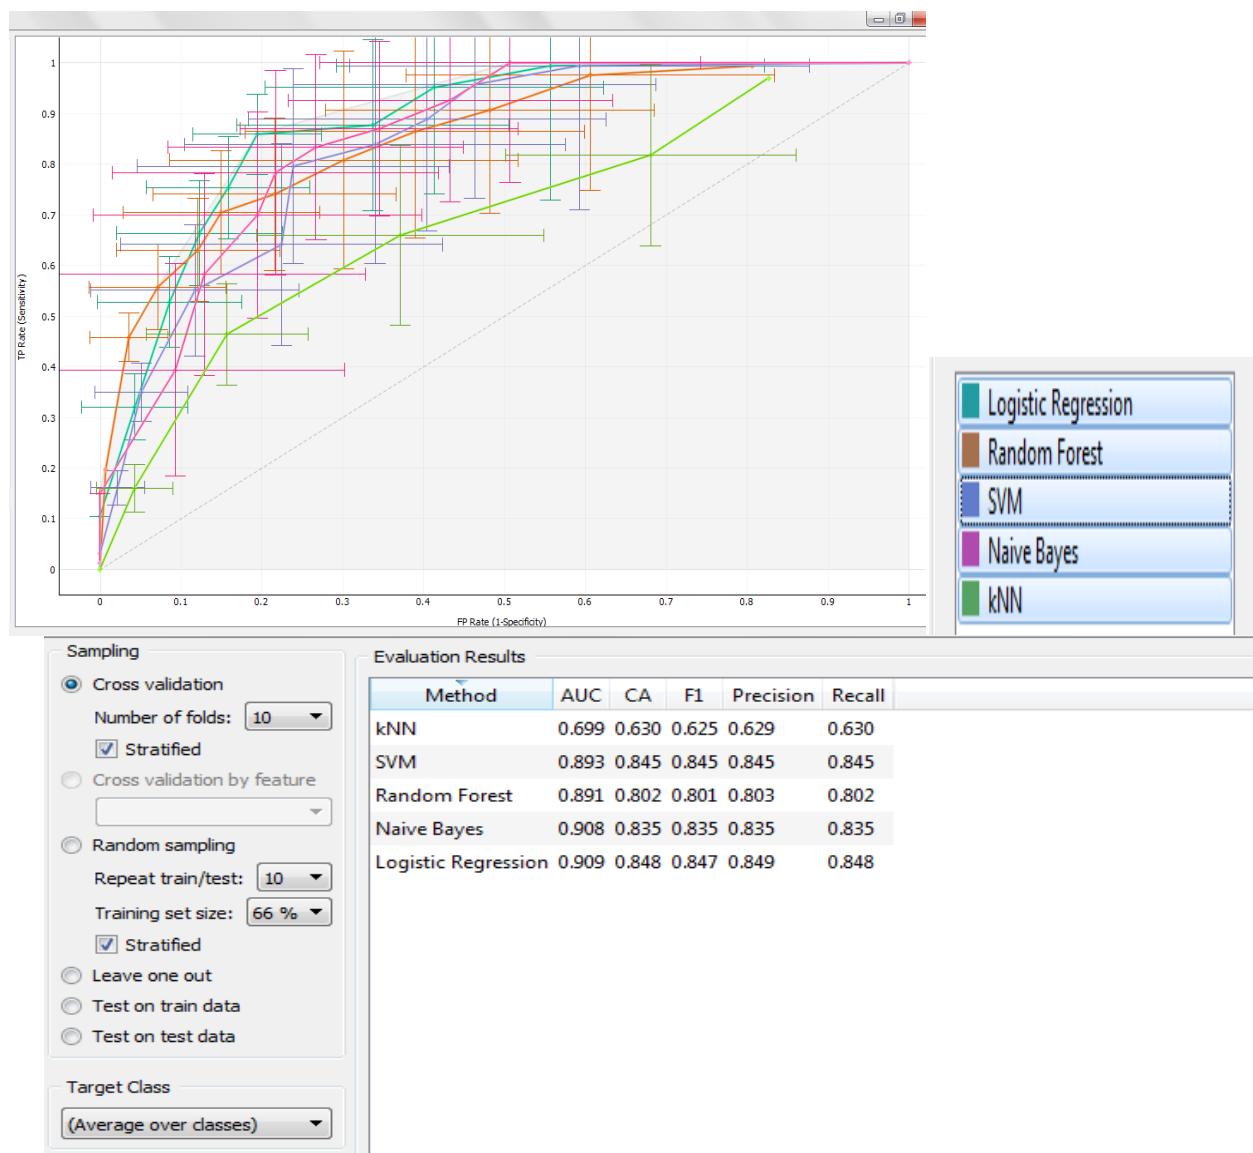 TP Rate (Sensitivity)
1
0.9
0.8
0.7
0.6
0.5
0.4
0.3
0.2
0.1
0
0 0.1 0.2 0.3 0.4 0.5 0.6 0.7 0.8 0.9 1
FP Rate (1-Specificity)
Logistic Regression
Random Forest
SVM
Naive Bayes
kNN
Sampling
Cross validation
Number of folds: 10
Stratified
Cross validation by feature
Random sampling
Repeat train/test: 10
Training set size: 66 %
Stratified
Leave one out
Test on train data
Test on test data
Target Class
(Average over classes)
Evaluation Results
Method AUC CA F1 Precision Recall
kNN 0.699 0.630 0.625 0.629 0.630
SVM 0.893 0.845 0.845 0.845 0.845
Random Forest 0.891 0.802 0.801 0.803 0.802
Naive Bayes 0.908 0.835 0.835 0.835 0.835
Logistic Regression 0.909 0.848 0.847 0.849 0.848